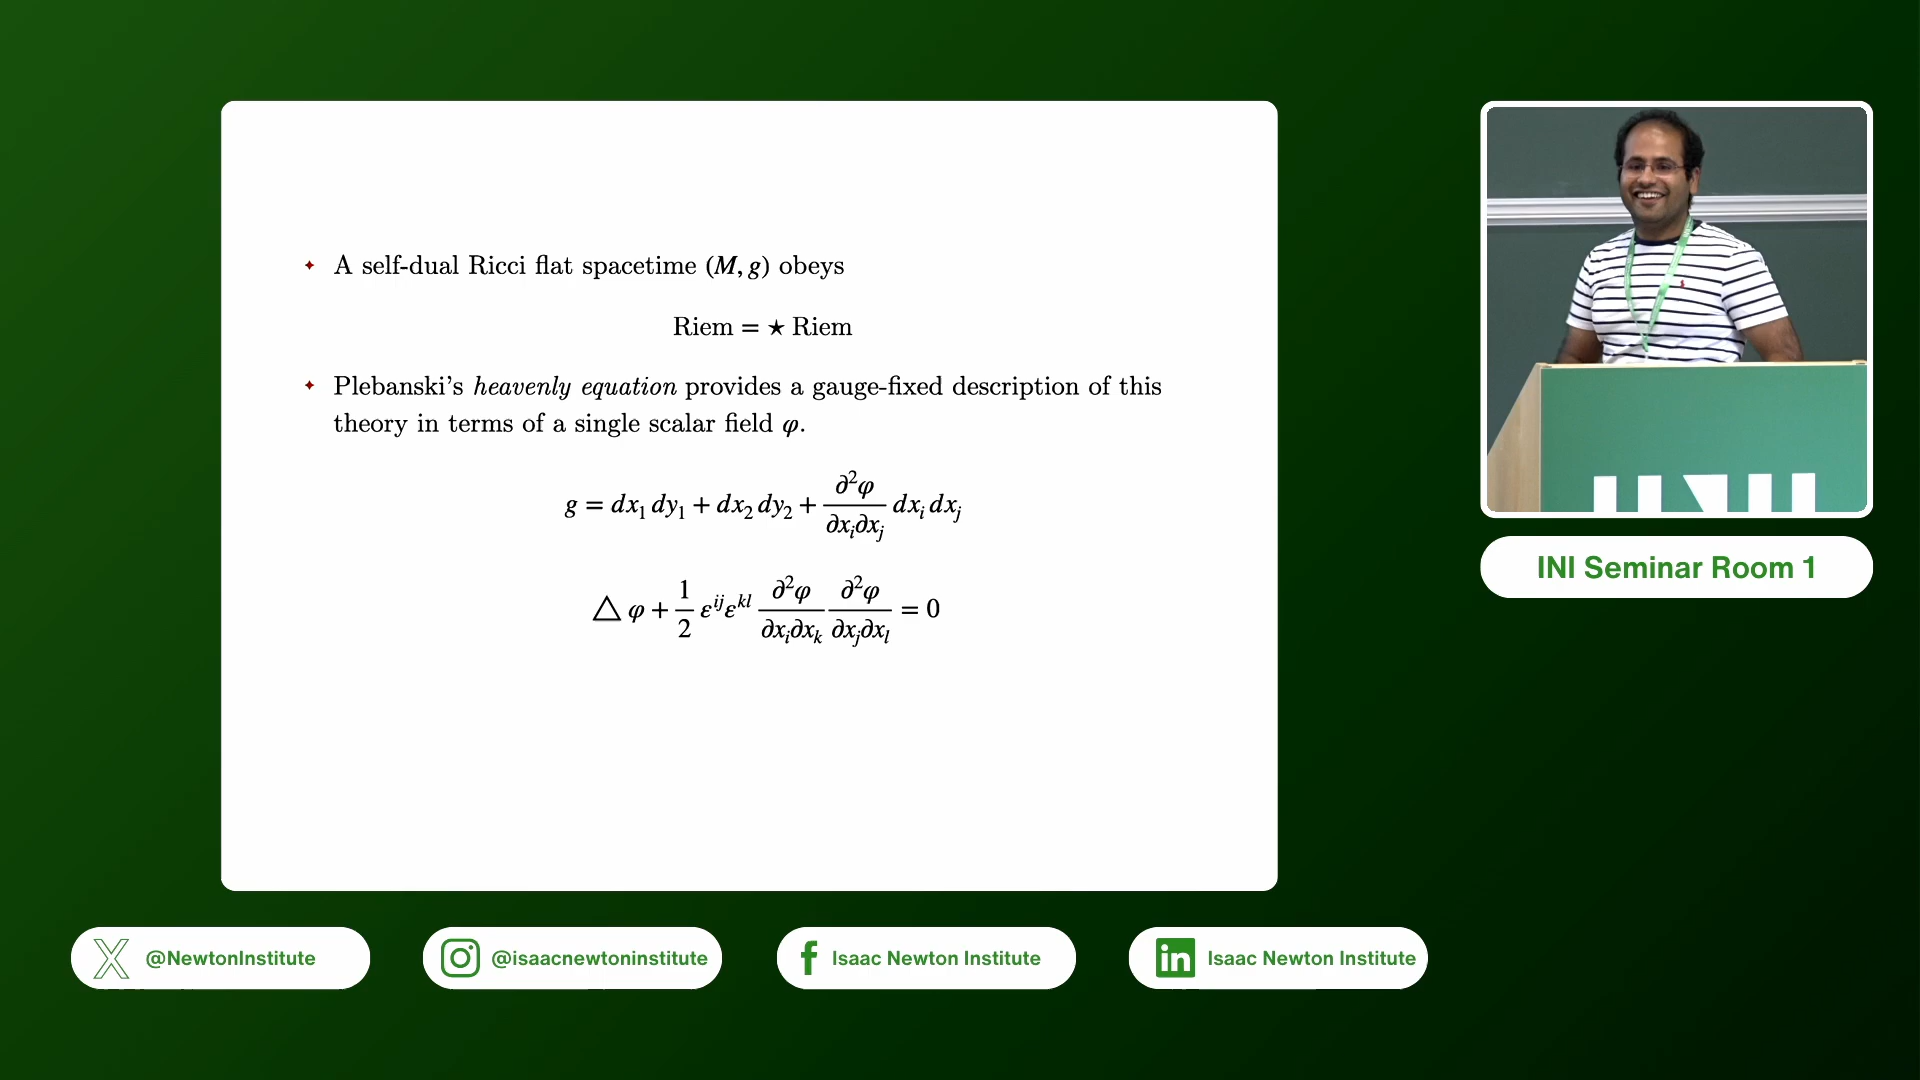 A self-dual Ricci flat spacetime (M, g) obeys
Riem = ⋆ Riem
Plebanski’s heavenly equation provides a gauge-fixed description of this
theory in terms of a single scalar field φ.
g = dx₁ dy₁ + dx₂ dy₂ + ∂²φ/∂xᵢ∂xⱼ dxᵢ dxⱼ
△ φ + 1/2 εⁱʲεᵏˡ ∂²φ/∂xᵢ∂xₖ ∂²φ/∂xⱼ∂xₗ = 0
INI Seminar Room 1
@NewtonInstitute
@isaacnewtoninstitute
Isaac Newton Institute
Isaac Newton Institute